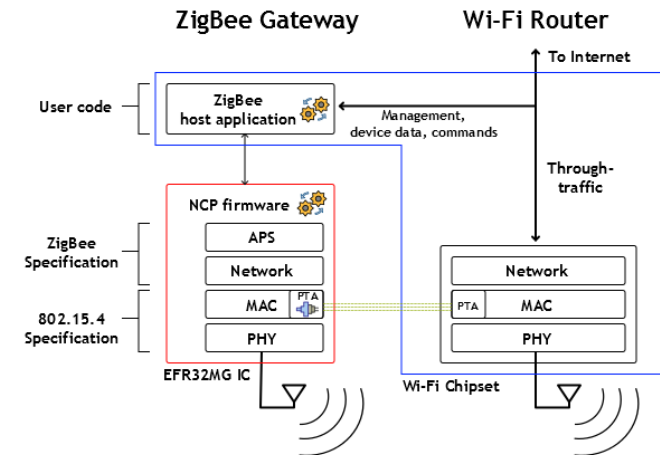 ZigBee Gateway
Wi-Fi Router
To Internet
User code
ZigBee
host application
Management,
device data, commands
Through-
traffic
NCP firmware
ZigBee
Specification
APS
Network
Network
802.15.4
Specification
MAC
PTA
PTA
MAC
PHY
PHY
EFR32MG IC
Wi-Fi Chipset